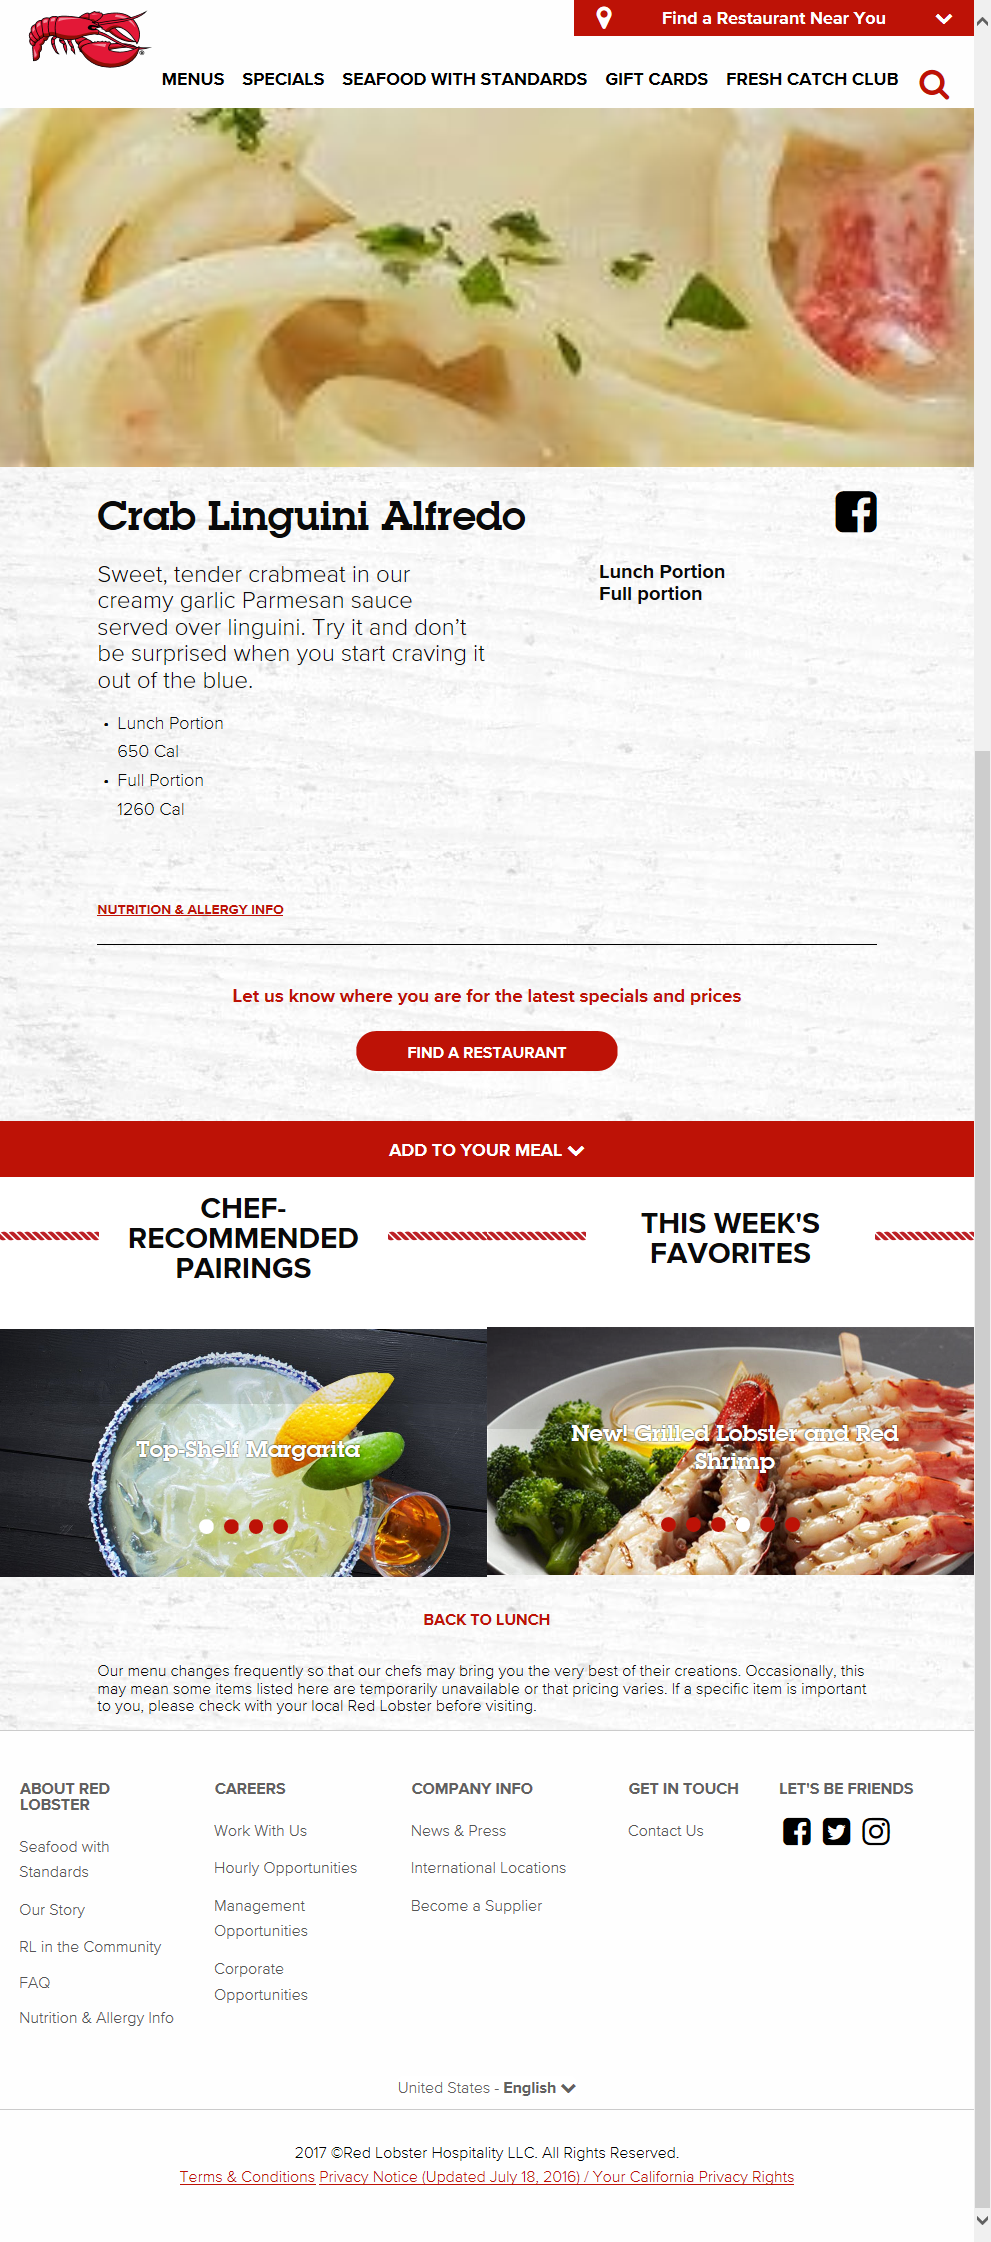 Find a Restaurant Near You
MENUS SPECIALS SEAFOOD WITH STANDARDS GIFT CARDS FRESH CATCH CLUB
Crab Linguini Alfredo
Sweet, tender crabmeat in our
creamy garlic Parmesan sauce
served over linguini. Try it and don't
be surprised when you start craving it
out of the blue.
• Lunch Portion
650 Cal
• Full Portion
1260 Cal
Lunch Portion
Full portion
NUTRITION & ALLERGY INFO
Let us know where you are for the latest specials and prices
FIND A RESTAURANT
ADD TO YOUR MEAL
CHEF-
RECOMMENDED
PAIRINGS
THIS WEEK'S
FAVORITES
Top-Shelf Margarita
New! Grilled Lobster and Red
Shrimp
BACK TO LUNCH
Our menu changes frequently so that our chefs may bring you the very best of their creations. Occasionally, this
may mean some items listed here are temporarily unavailable or that pricing varies. If a specific item is important
to you, please check with your local Red Lobster before visiting.
ABOUT RED
LOBSTER
Seafood with
Standards
Our Story
RL in the Community
FAQ
Nutrition & Allergy Info
CAREERS
Work With Us
Hourly Opportunities
Management
Opportunities
Corporate
Opportunities
COMPANY INFO
News & Press
International Locations
Become a Supplier
GET IN TOUCH
Contact Us
LET'S BE FRIENDS
United States - English
2017 ©Red Lobster Hospitality LLC. All Rights Reserved.
Terms & Conditions Privacy Notice (Updated July 18, 2016) / Your California Privacy Rights